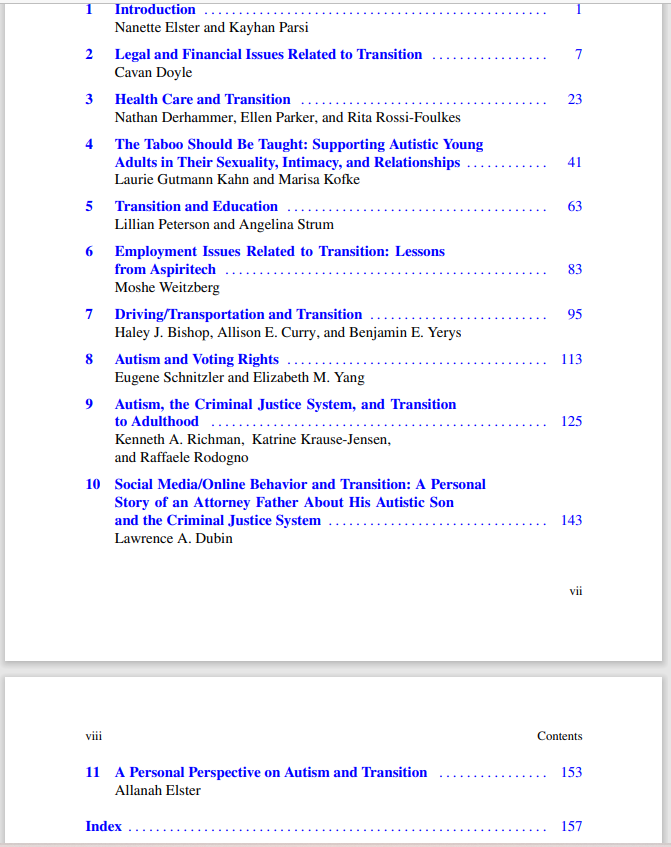 1 Introduction . . . . . . . . . . . . . . . . . . . . . . . . . . . . . . . . . . . . . . . . . . . . . . . . . . 1
Nanette Elster and Kayhan Parsi
2 Legal and Financial Issues Related to Transition . . . . . . . . . . . . . . . . . 7
Cavan Doyle
3 Health Care and Transition . . . . . . . . . . . . . . . . . . . . . . . . . . . . . . . . . . . . 23
Nathan Derhammer, Ellen Parker, and Rita Rossi-Foulkes
4 The Taboo Should Be Taught: Supporting Autistic Young
Adults in Their Sexuality, Intimacy, and Relationships . . . . . . . . . . . . 41
Laurie Gutmann Kahn and Marisa Kofke
5 Transition and Education . . . . . . . . . . . . . . . . . . . . . . . . . . . . . . . . . . . . . . 63
Lillian Peterson and Angelina Strum
6 Employment Issues Related to Transition: Lessons
from Aspiritech . . . . . . . . . . . . . . . . . . . . . . . . . . . . . . . . . . . . . . . . . . . . . . . 83
Moshe Weitzberg
7 Driving/Transportation and Transition . . . . . . . . . . . . . . . . . . . . . . . . . . 95
Haley J. Bishop, Allison E. Curry, and Benjamin E. Yerys
8 Autism and Voting Rights . . . . . . . . . . . . . . . . . . . . . . . . . . . . . . . . . . . . . . 113
Eugene Schnitzler and Elizabeth M. Yang
9 Autism, the Criminal Justice System, and Transition
to Adulthood . . . . . . . . . . . . . . . . . . . . . . . . . . . . . . . . . . . . . . . . . . . . . . . . . 125
Kenneth A. Richman, Katrine Krause-Jensen,
and Raffaele Rodogno
10 Social Media/Online Behavior and Transition: A Personal
Story of an Attorney Father About His Autistic Son
and the Criminal Justice System . . . . . . . . . . . . . . . . . . . . . . . . . . . . . . . . 143
Lawrence A. Dubin
vii
viii Contents
11 A Personal Perspective on Autism and Transition . . . . . . . . . . . . . . . . 153
Allanah Elster
Index . . . . . . . . . . . . . . . . . . . . . . . . . . . . . . . . . . . . . . . . . . . . . . . . . . . . . . . . . . . . . 157